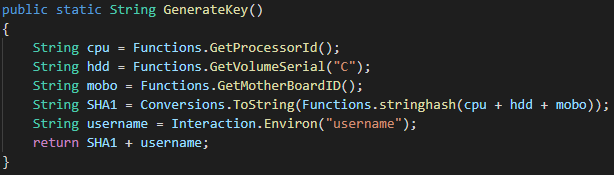 public static String GenerateKey()
{
    String cpu = Functions.GetProcessorId();
    String hdd = Functions.GetVolumeSerial("C");
    String mobo = Functions.GetMotherBoardID();
    String SHA1 = Conversions.ToString(Functions.stringhash(cpu + hdd + mobo));
    String username = Interaction.Environ("username");
    return SHA1 + username;
}